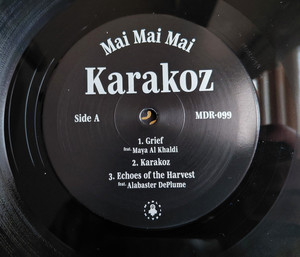 Mai Mai Mai
Karakoz
Side A
MDR-099
1. Grief
feat. Maya Al Khaldi
2. Karakoz
3. Echoes of the Harvest
feat. Alabaster DePlume